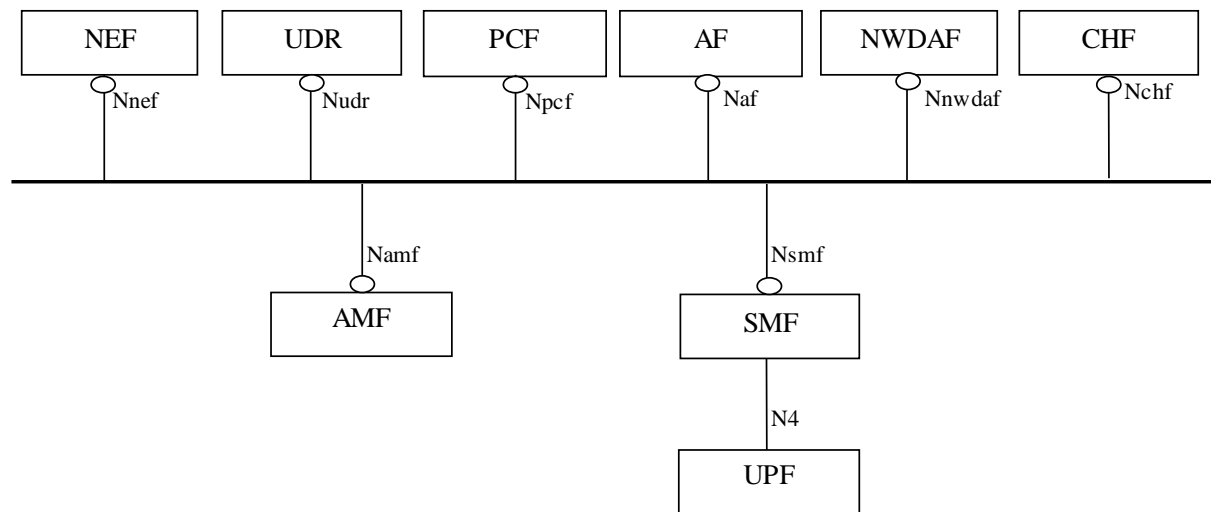 NEF UDR PCF AF NWDAF CHF
Nnef Nudr Npcf Naf Nnwdaf Nchf
Namf Nsmf
AMF SMF
N4
UPF